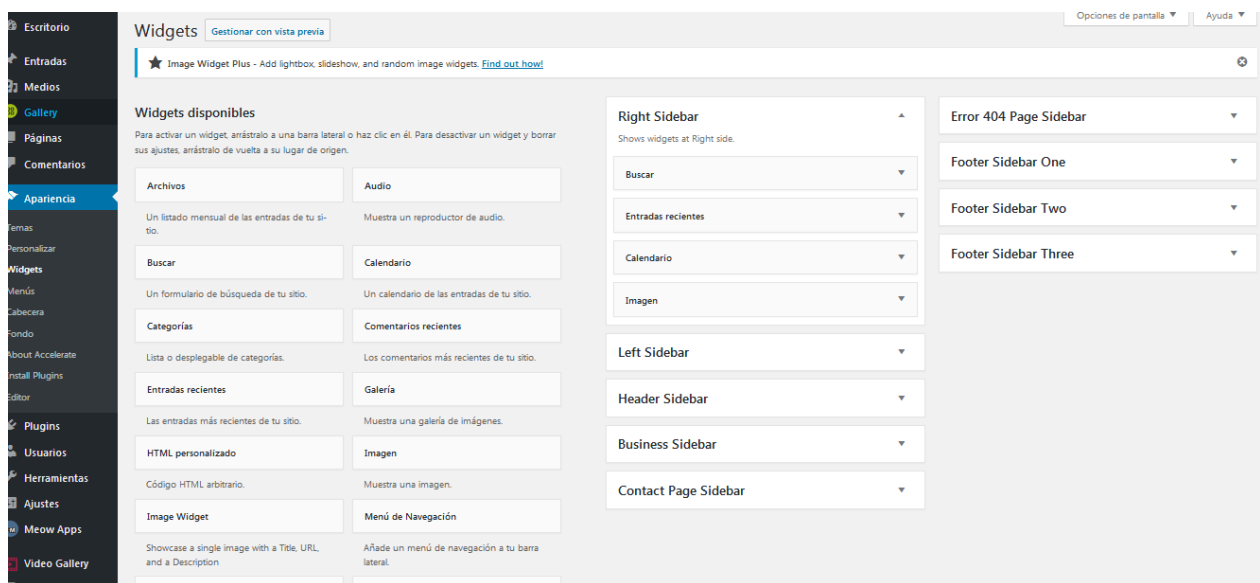 Escritorio
Entradas
Medios
Gallery
Páginas
Comentarios
Apariencia
Temas
Personalizar
Widgets
Menús
Cabecera
Fondo
About Accelerate
Install Plugins
Editor
Plugins
Usuarios
Herramientas
Ajustes
Meow Apps
Video Gallery
Opciones de pantalla
Ayuda
Widgets
Gestionar con vista previa
Image Widget Plus - Add lightbox, slideshow, and random image widgets. Find out how!
Widgets disponibles
Para activar un widget, arrástralo a una barra lateral o haz clic en él. Para desactivar un widget y borrar
sus ajustes, arrástralo de vuelta a su lugar de origen.
Archivos
Un listado mensual de las entradas de tu si-
tio.
Audio
Muestra un reproductor de audio.
Buscar
Un formulario de búsqueda de tu sitio.
Calendario
Un calendario de las entradas de tu sitio.
Categorías
Lista o desplegable de categorías.
Comentarios recientes
Los comentarios más recientes de tu sitio.
Entradas recientes
Las entradas más recientes de tu sitio.
Galería
Muestra una galería de imágenes.
HTML personalizado
Código HTML arbitrario.
Imagen
Muestra una imagen.
Image Widget
Showcase a single image with a Title, URL,
and a Description
Menú de Navegación
Añade un menú de navegación a tu barra
lateral.
Right Sidebar
Shows widgets at Right side.
Buscar
Entradas recientes
Calendario
Imagen
Left Sidebar
Header Sidebar
Business Sidebar
Contact Page Sidebar
Error 404 Page Sidebar
Footer Sidebar One
Footer Sidebar Two
Footer Sidebar Three